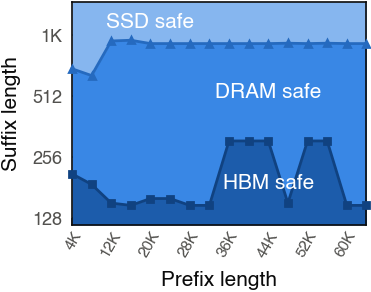 SSD safe
1K
DRAM safe
512
Suffix length
256
HBM safe
128
4K
12K
20K
28K
36K
44K
52K
60K
Prefix length